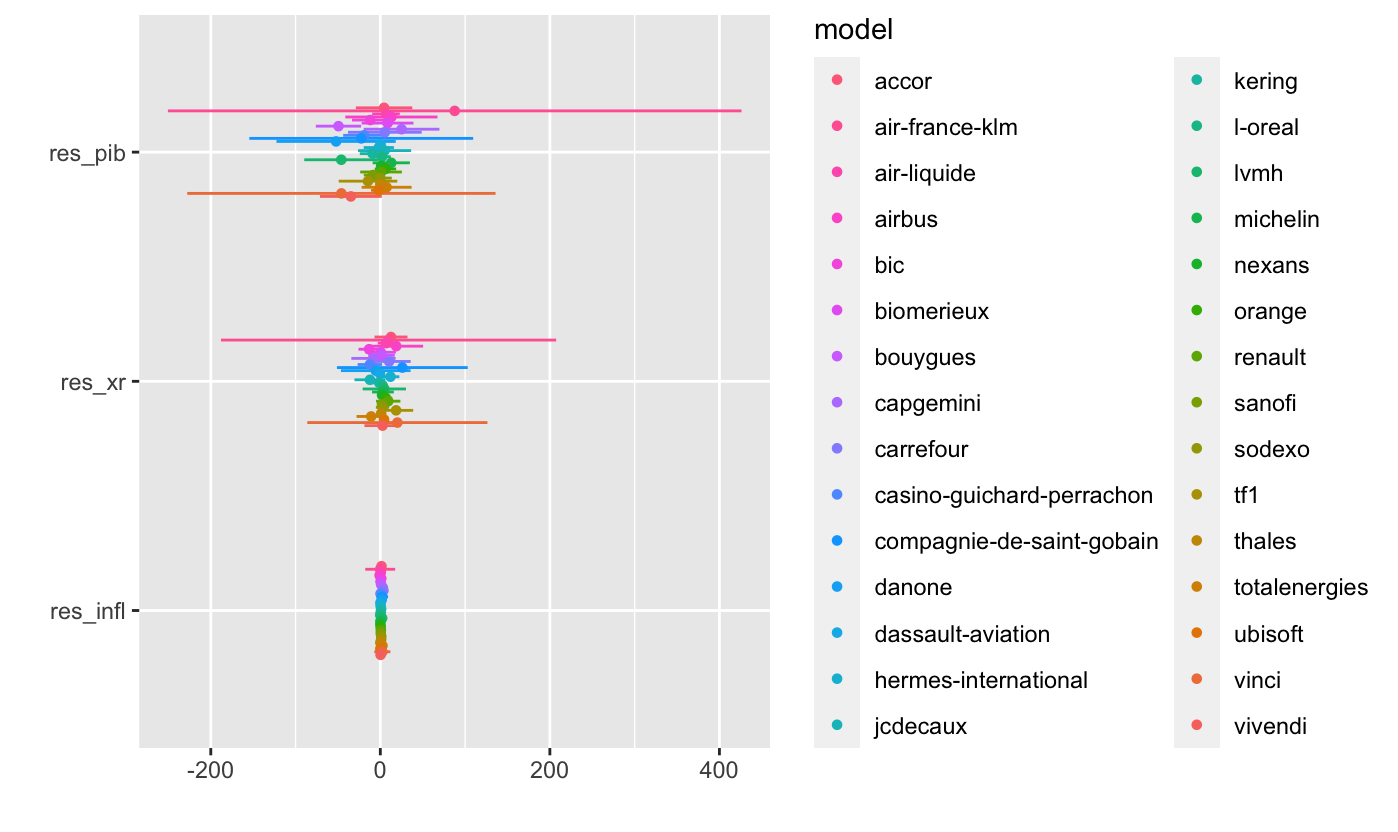 model
res_pib
res_xr
res_infl
-200
0
200
400
accor
air-france-klm
air-liquide
airbus
bic
biomerieux
bouygues
capgemini
carrefour
casino-guichard-perrachon
compagnie-de-saint-gobain
danone
dassault-aviation
hermes-international
jcdecaux
kering
l-oreal
lvmh
michelin
nexans
orange
renault
sanofi
sodexo
tf1
thales
totalenergies
ubisoft
vinci
vivendi